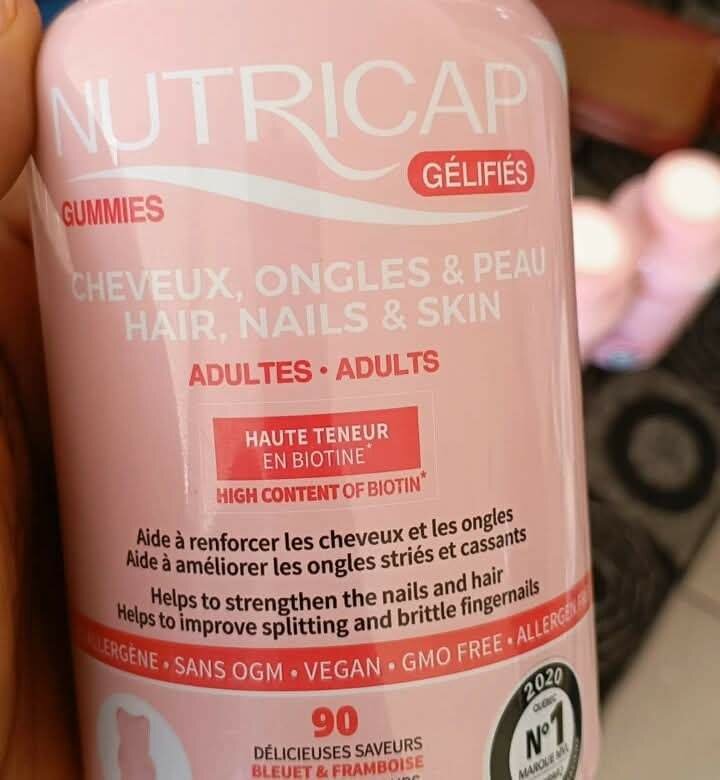 NUTRICAP
GÉLIFIÉS
GUMMIES
CHEVEUX, ONGLES & PEAU
HAIR, NAILS & SKIN
ADULTES • ADULTS
HAUTE TENEUR
EN BIOTINE*
HIGH CONTENT OF BIOTIN*
Aide à renforcer les cheveux et les ongles
Aide à améliorer les ongles striés et cassants
Helps to strengthen the nails and hair
Helps to improve splitting and brittle fingernails
ALLERGÈNE • SANS OGM • VEGAN • GMO FREE • ALLERGEN
90
DÉLICIEUSES SAVEURS
BLEUET & FRAMBOISE
2020
QUÉBEC
N°1
MARQUE